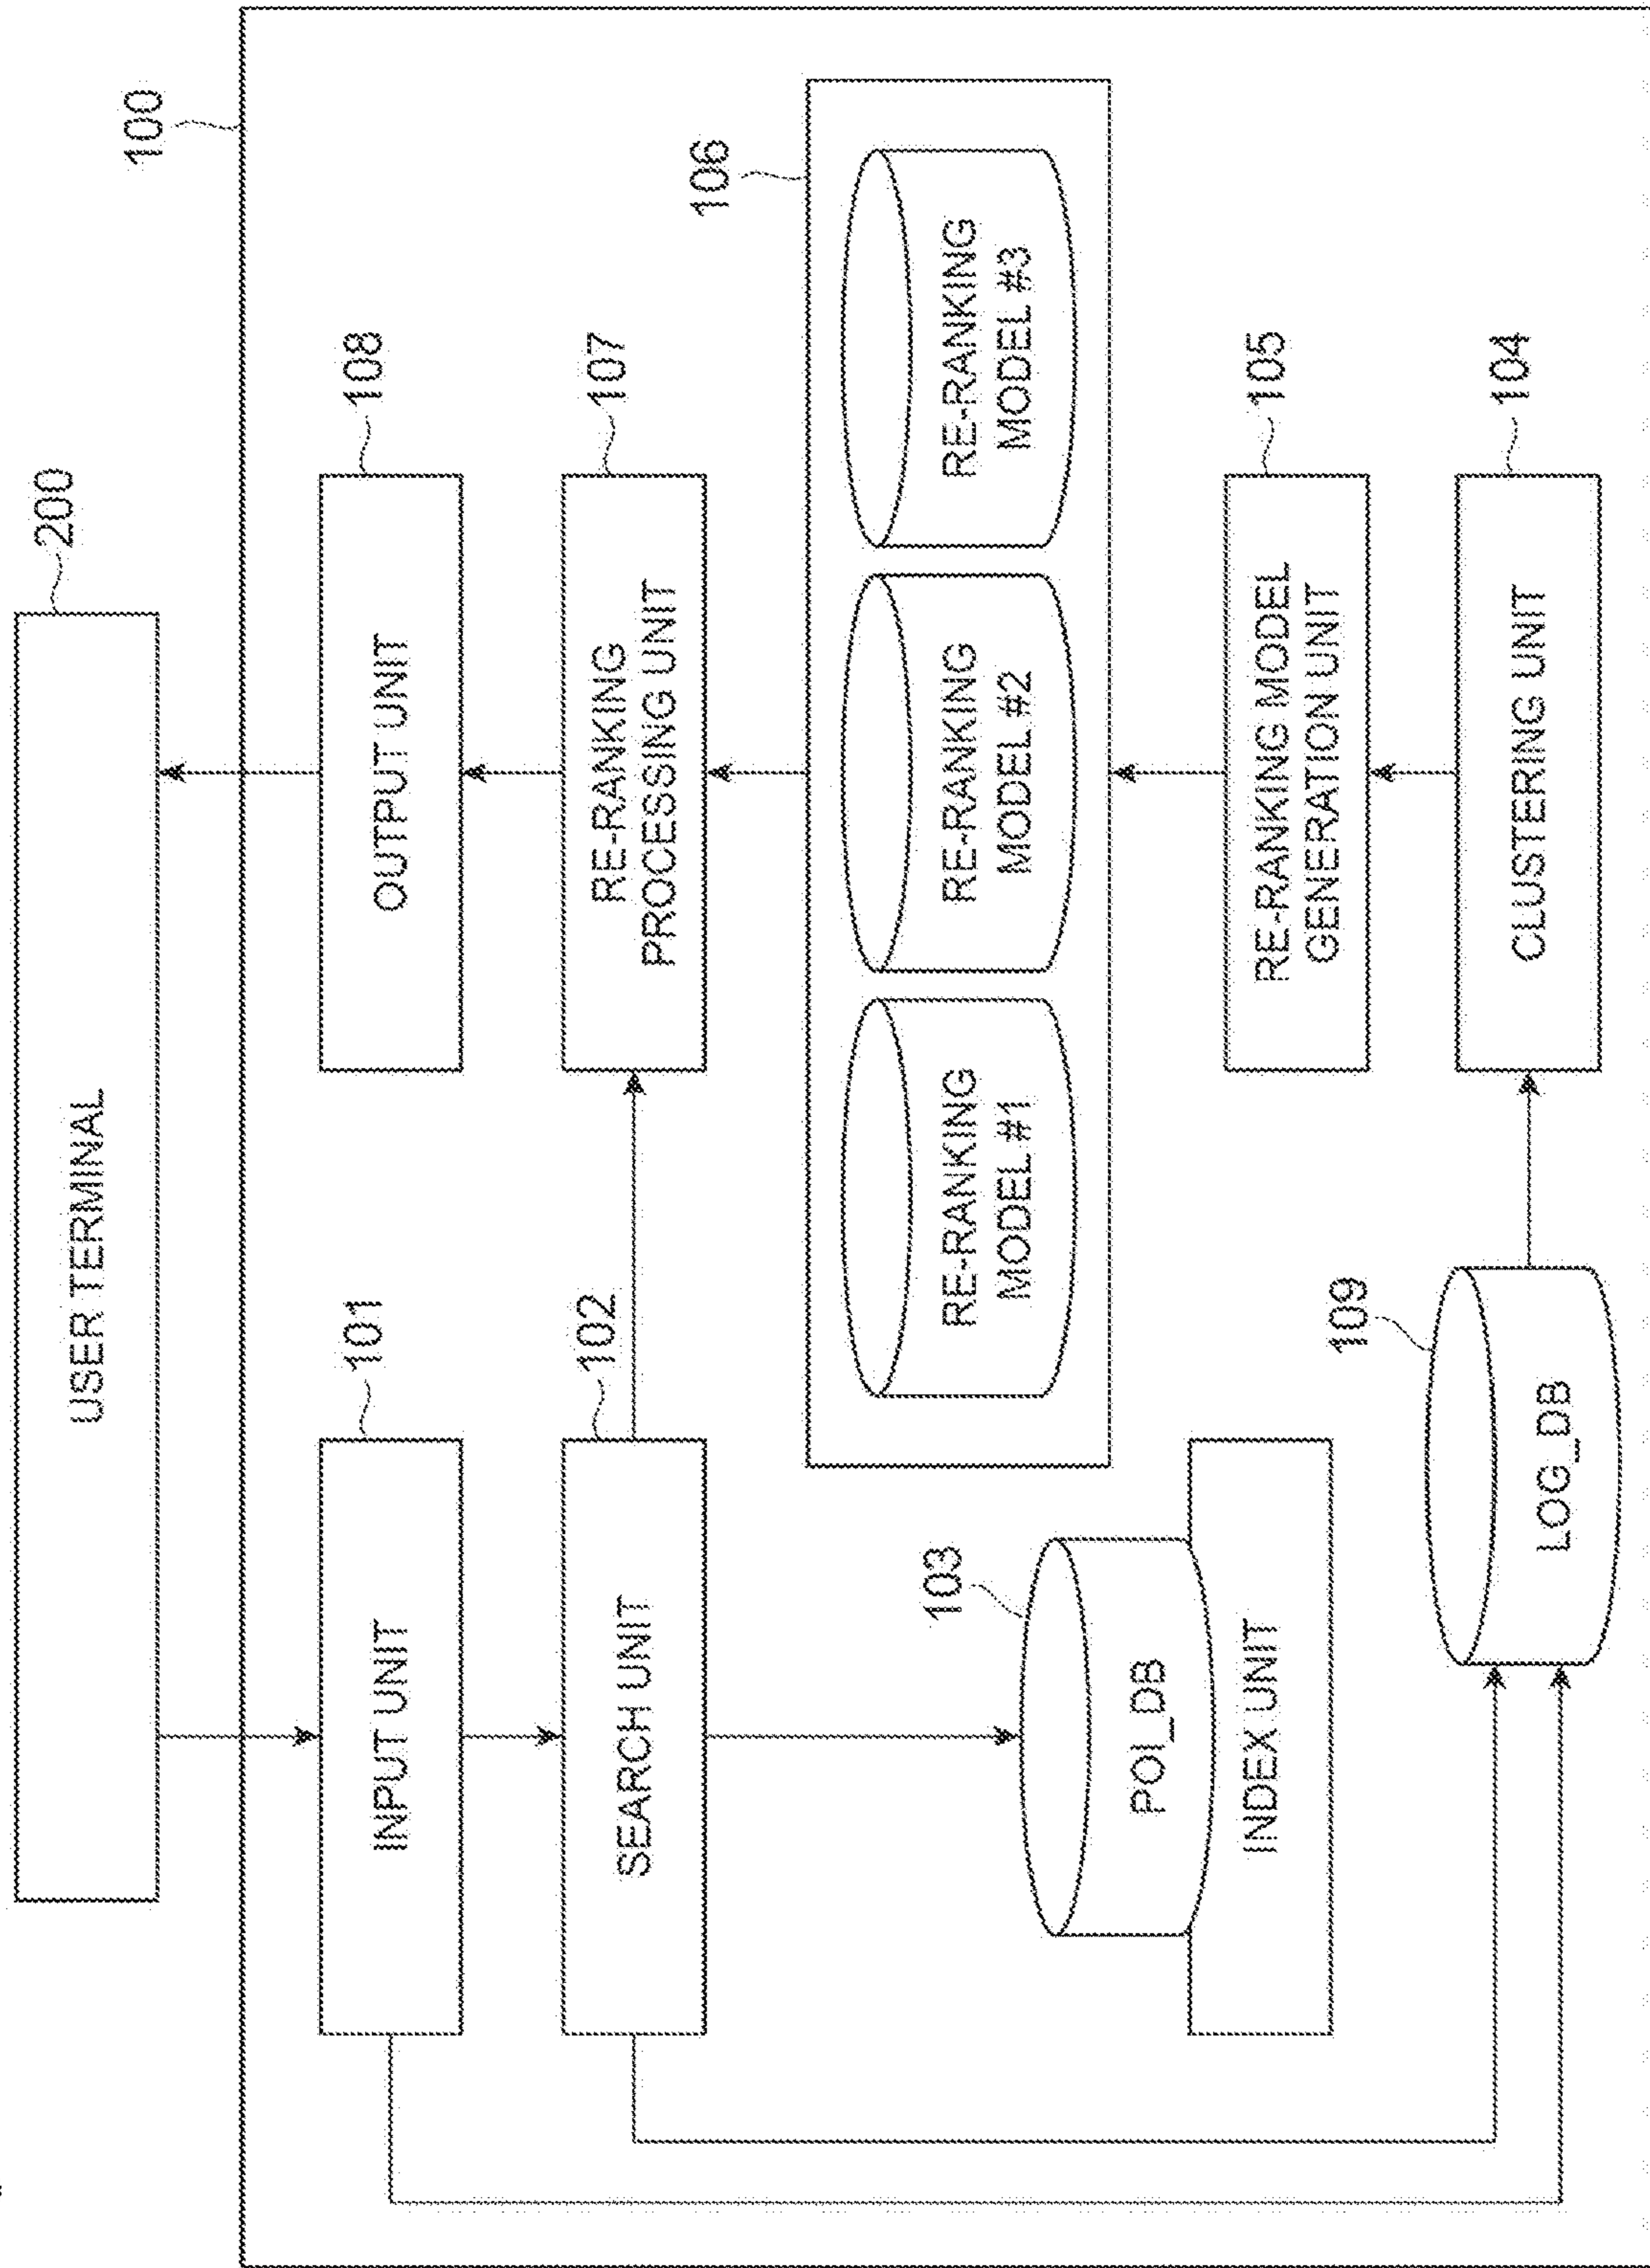 200
USER TERMINAL
100
101
INPUT UNIT
108
OUTPUT UNIT
102
SEARCH UNIT
107
RE-RANKING
PROCESSING UNIT
106
RE-RANKING
MODEL #1
RE-RANKING
MODEL #2
RE-RANKING
MODEL #3
103
POI_DB
INDEX UNIT
105
RE-RANKING MODEL
GENERATION UNIT
109
LOG_DB
104
CLUSTERING UNIT